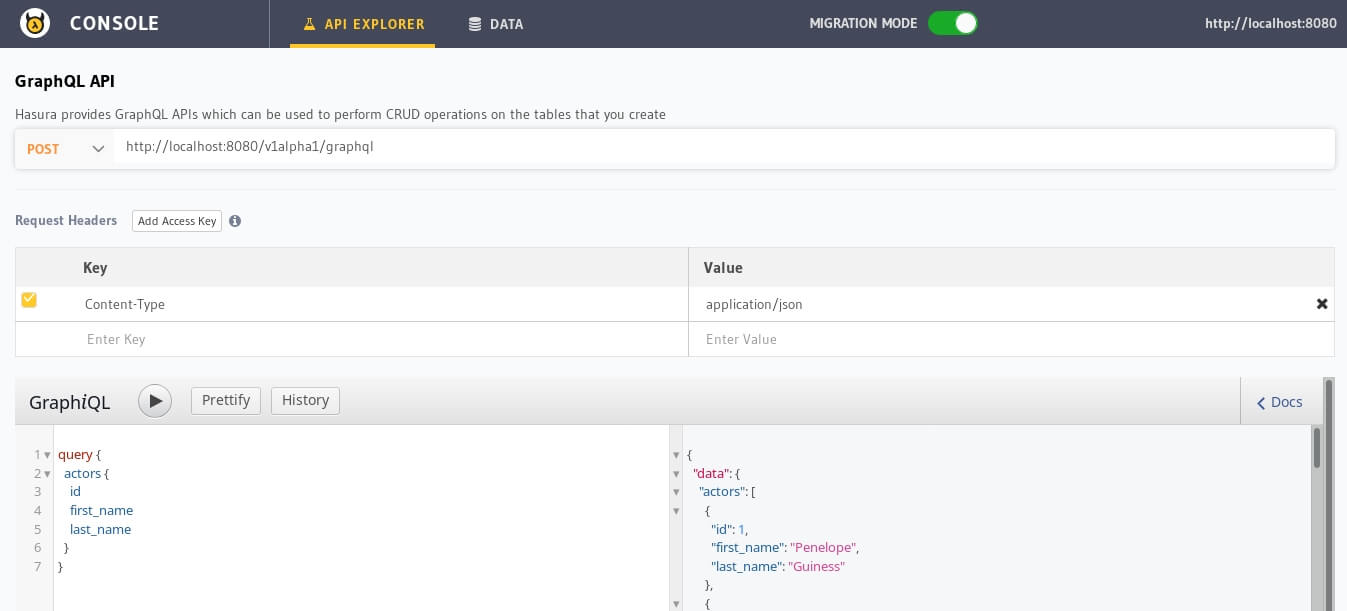 CONSOLE API EXPLORER DATA MIGRATION MODE http://localhost:8080
GraphQL API
Hasura provides GraphQL APIs which can be used to perform CRUD operations on the tables that you create
POST http://localhost:8080/v1alpha1/graphql
Request Headers Add Access Key
Key Value
Content-Type application/json
Enter Key Enter Value
GraphiQL Prettify History Docs
1 query {
2 actors {
3 id
4 first_name
5 last_name
6 }
7 }
{
"data": {
"actors": [
{
"id": 1,
"first_name": "Penelope",
"last_name": "Guiness"
},
{